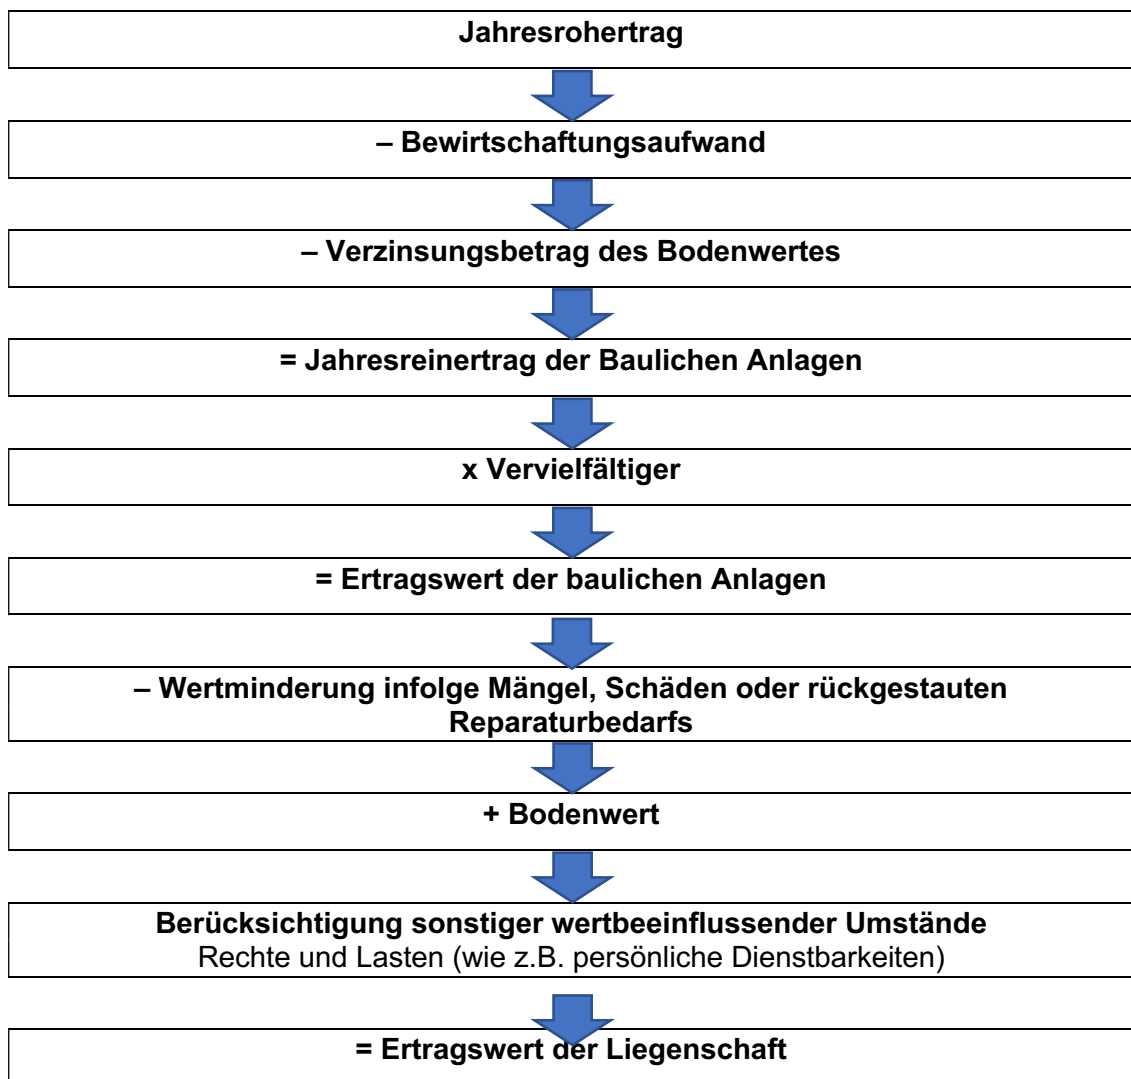 Jahresrohertrag
– Bewirtschaftungsaufwand
– Verzinsungsbetrag des Bodenwertes
= Jahresreinertrag der Baulichen Anlagen
x Vervielfältiger
= Ertragswert der baulichen Anlagen
– Wertminderung infolge Mängel, Schäden oder rückgestauten
Reparaturbedarfs
+ Bodenwert
Berücksichtigung sonstiger wertbeeinflussender Umstände
Rechte und Lasten (wie z.B. persönliche Dienstbarkeiten)
= Ertragswert der Liegenschaft